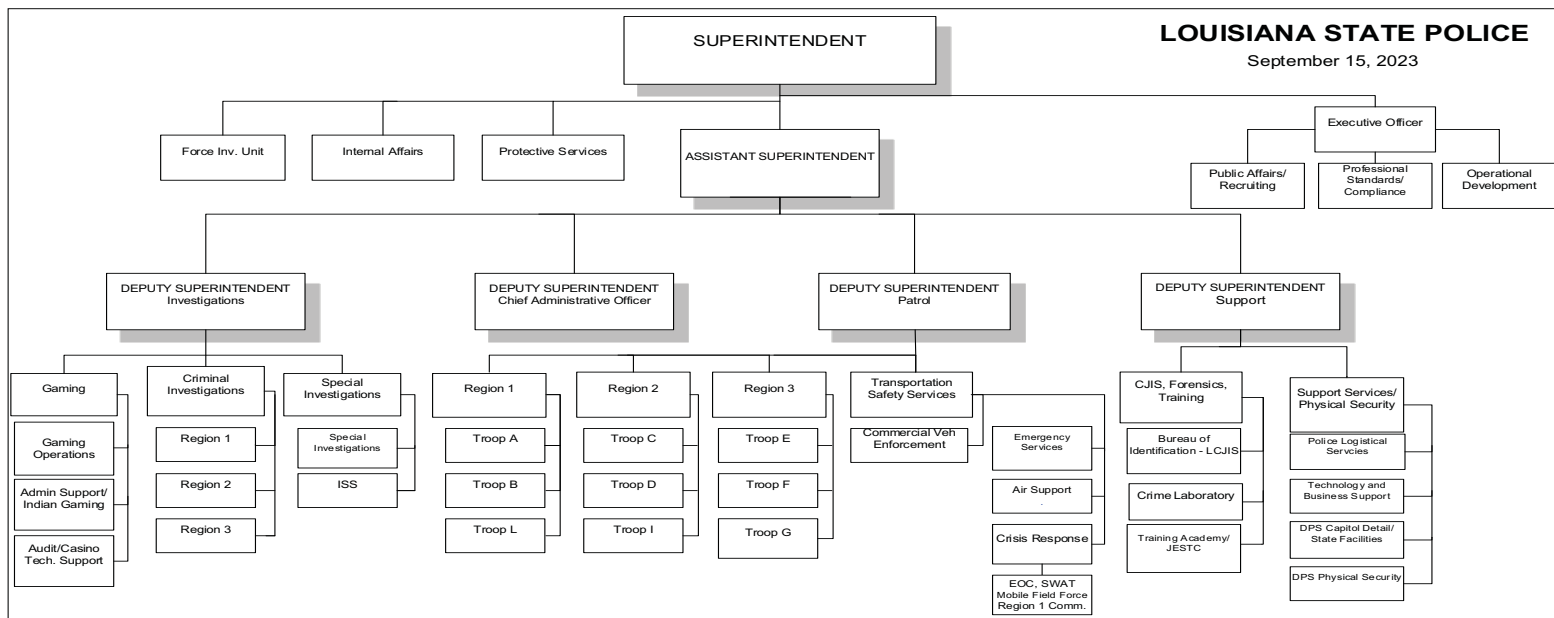 SUPERINTENDENT
LOUISIANA STATE POLICE
September 15, 2023
Force Inv. Unit
Internal Affairs
Protective Services
ASSISTANT SUPERINTENDENT
Executive Officer
Public Affairs/
Recruiting
Professional
Standards/
Compliance
Operational
Development
DEPUTY SUPERINTENDENT
Investigations
DEPUTY SUPERINTENDENT
Chief Administrative Officer
DEPUTY SUPERINTENDENT
Patrol
DEPUTY SUPERINTENDENT
Support
Gaming
Gaming
Operations
Admin Support/
Indian Gaming
Audit/Casino
Tech. Support
Criminal
Investigations
Region 1
Region 2
Region 3
Special
Investigations
Special
Investigations
ISS
Region 1
Troop A
Troop B
Troop L
Region 2
Troop C
Troop D
Troop I
Region 3
Troop E
Troop F
Troop G
Transportation
Safety Services
Commercial Veh
Enforcement
Emergency
Services
Air Support
.
Crisis Response
EOC, SWAT
Mobile Field Force
Region 1 Comm.
CJIS, Forensics,
Training
Bureau of
Identification - LCJIS
Crime Laboratory
Training Academy/
JESTC
Support Services/
Physical Security
Police Logistical
Servcies
Technology and
Business Support
DPS Capitol Detail/
State Facilities
DPS Physical Security